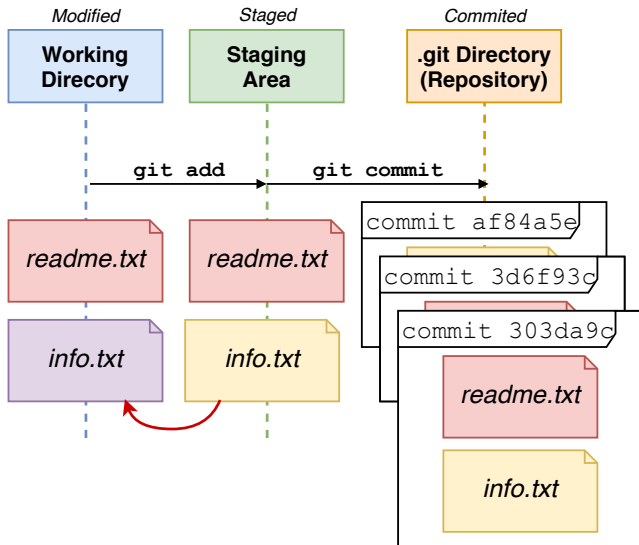 Modified
Staged
Commited
Working
Direcory
Staging
Area
.git Directory
(Repository)
git add
git commit
commit af84a5e
readme.txt
readme.txt
commit 3d6f93c
commit 303da9c
info.txt
info.txt
readme.txt
info.txt